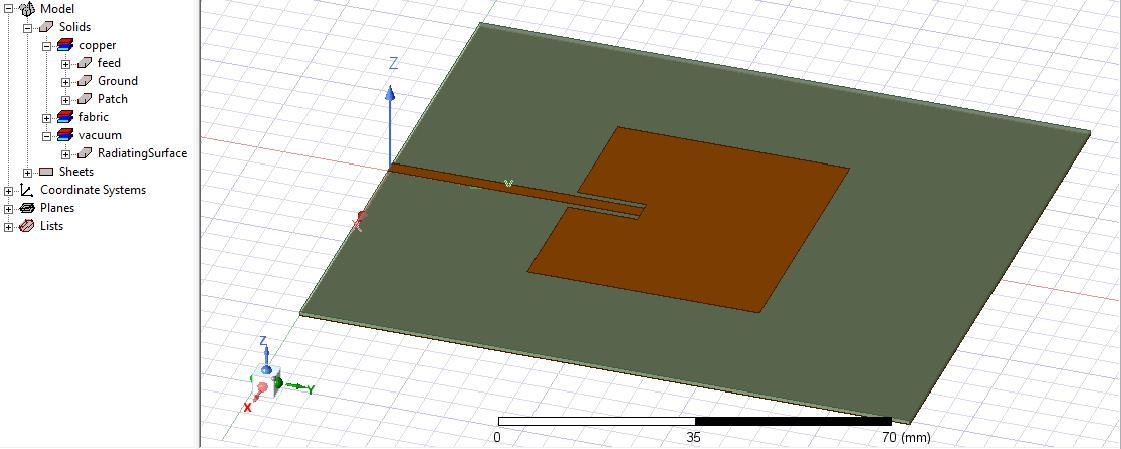 Model
Solids
copper
feed
Ground
Patch
fabric
vacuum
RadiatingSurface
Sheets
Coordinate Systems
Planes
Lists
Z
X
Z
Y
X
0
35
70 (mm)